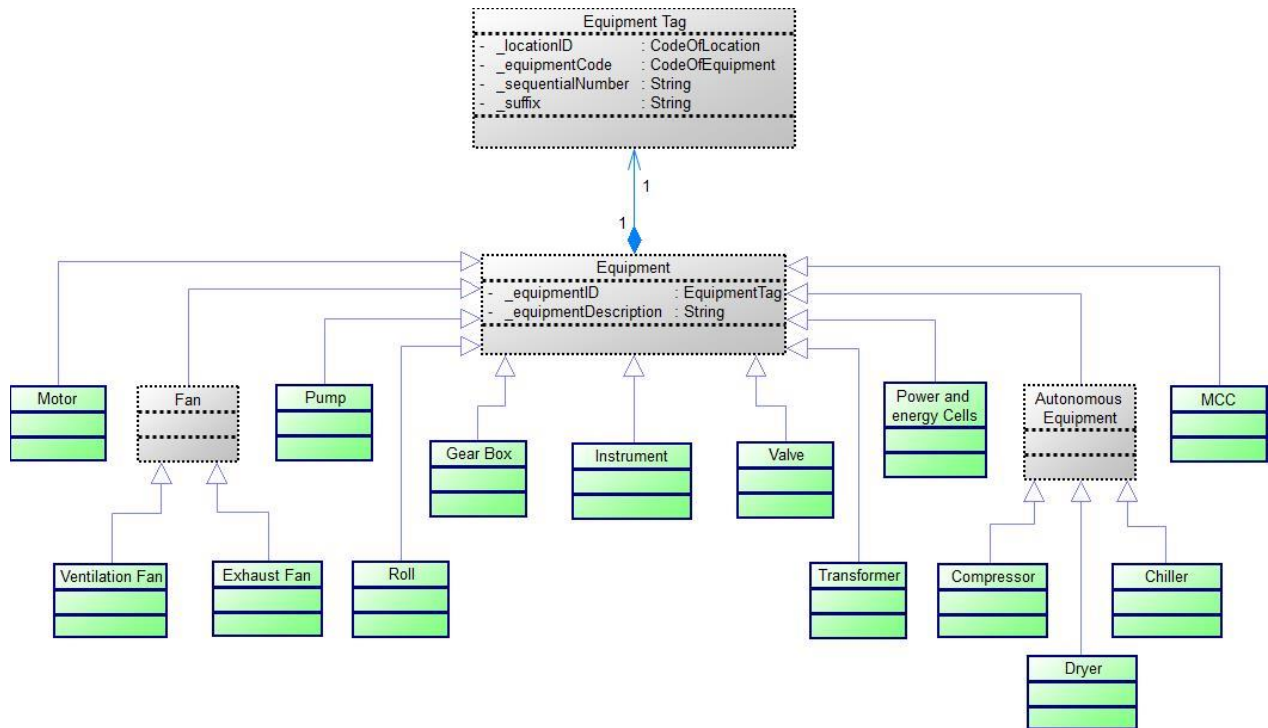 Equipment Tag
- _locationID : CodeOfLocation
- _equipmentCode : CodeOfEquipment
- _sequentialNumber : String
- _suffix : String
1
1
Equipment
- _equipmentID : EquipmentTag
- _equipmentDescription : String
Motor
Fan
Pump
Power and
energy Cells
Autonomous
Equipment
MCC
Gear Box
Instrument
Valve
Ventilation Fan
Exhaust Fan
Roll
Transformer
Compressor
Chiller
Dryer